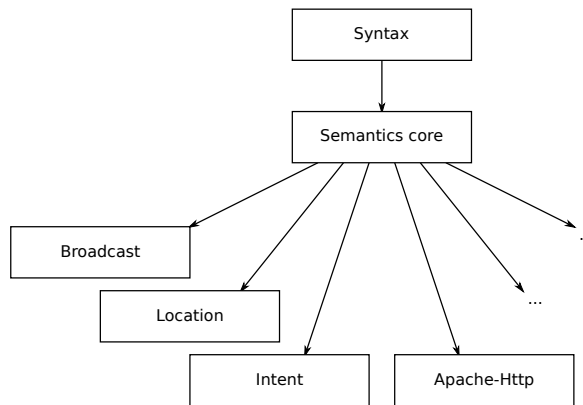 Syntax
Semantics core
Broadcast
Location
...
Intent
Apache-Http